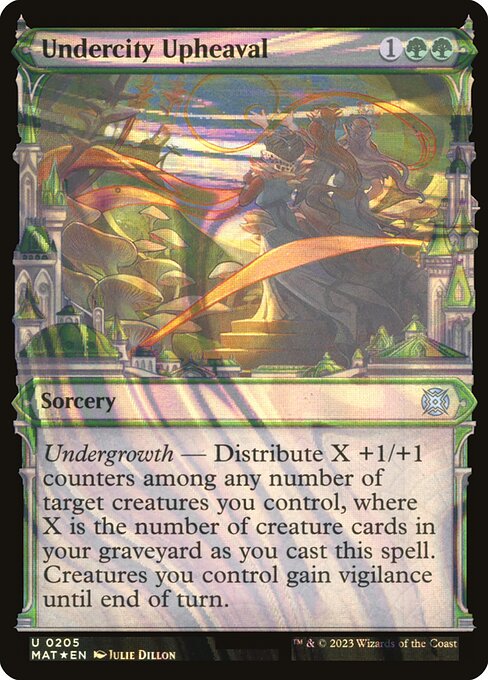 Undercity Upheaval 1
Sorcery
Undergrowth — Distribute X +1/+1
counters among any number of
target creatures you control, where
X is the number of creature cards in
your graveyard as you cast this spell.
Creatures you control gain vigilance
until end of turn.
U 0205 ™ & © 2023 Wizards of the Coast
MAT★EN JULIE DILLON